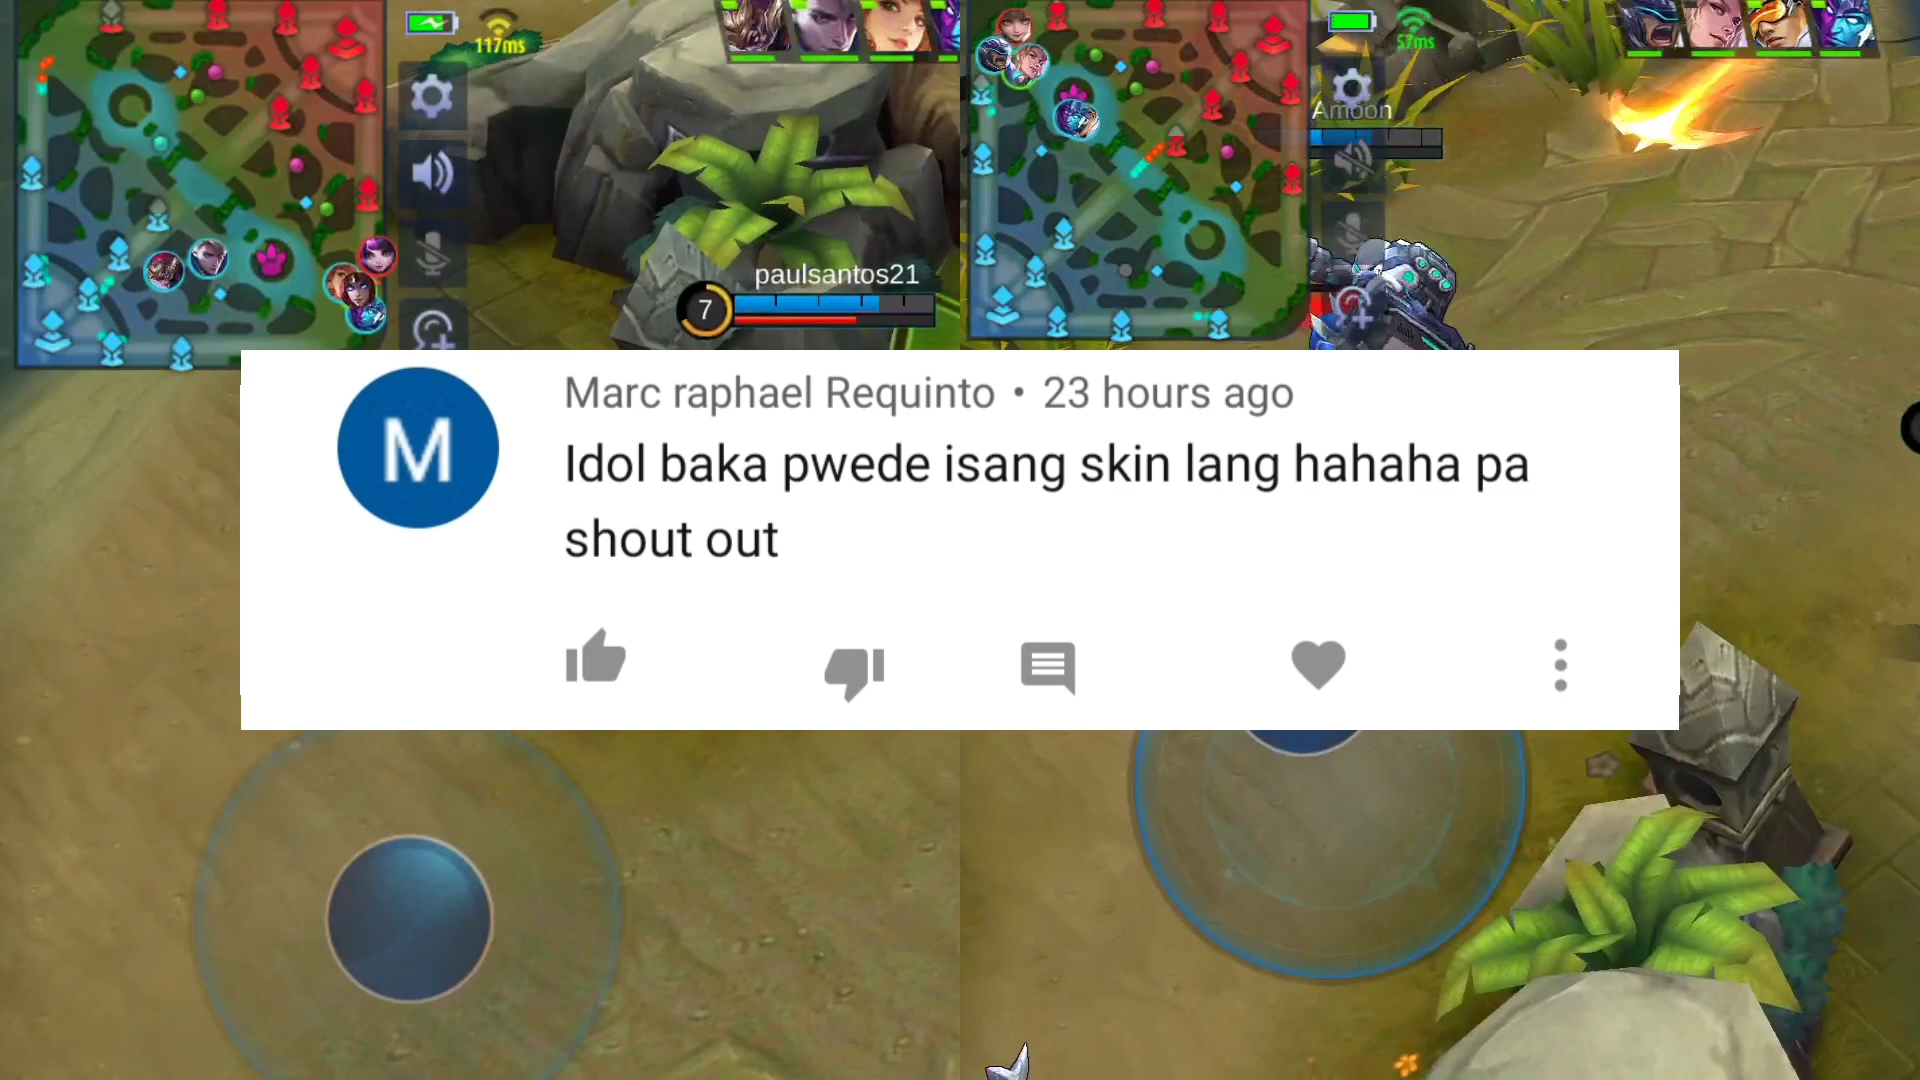 117ms
57ms
Amoon
paulsantos21
7
M
Marc raphael Requinto • 23 hours ago
Idol baka pwede isang skin lang hahaha pa
shout out